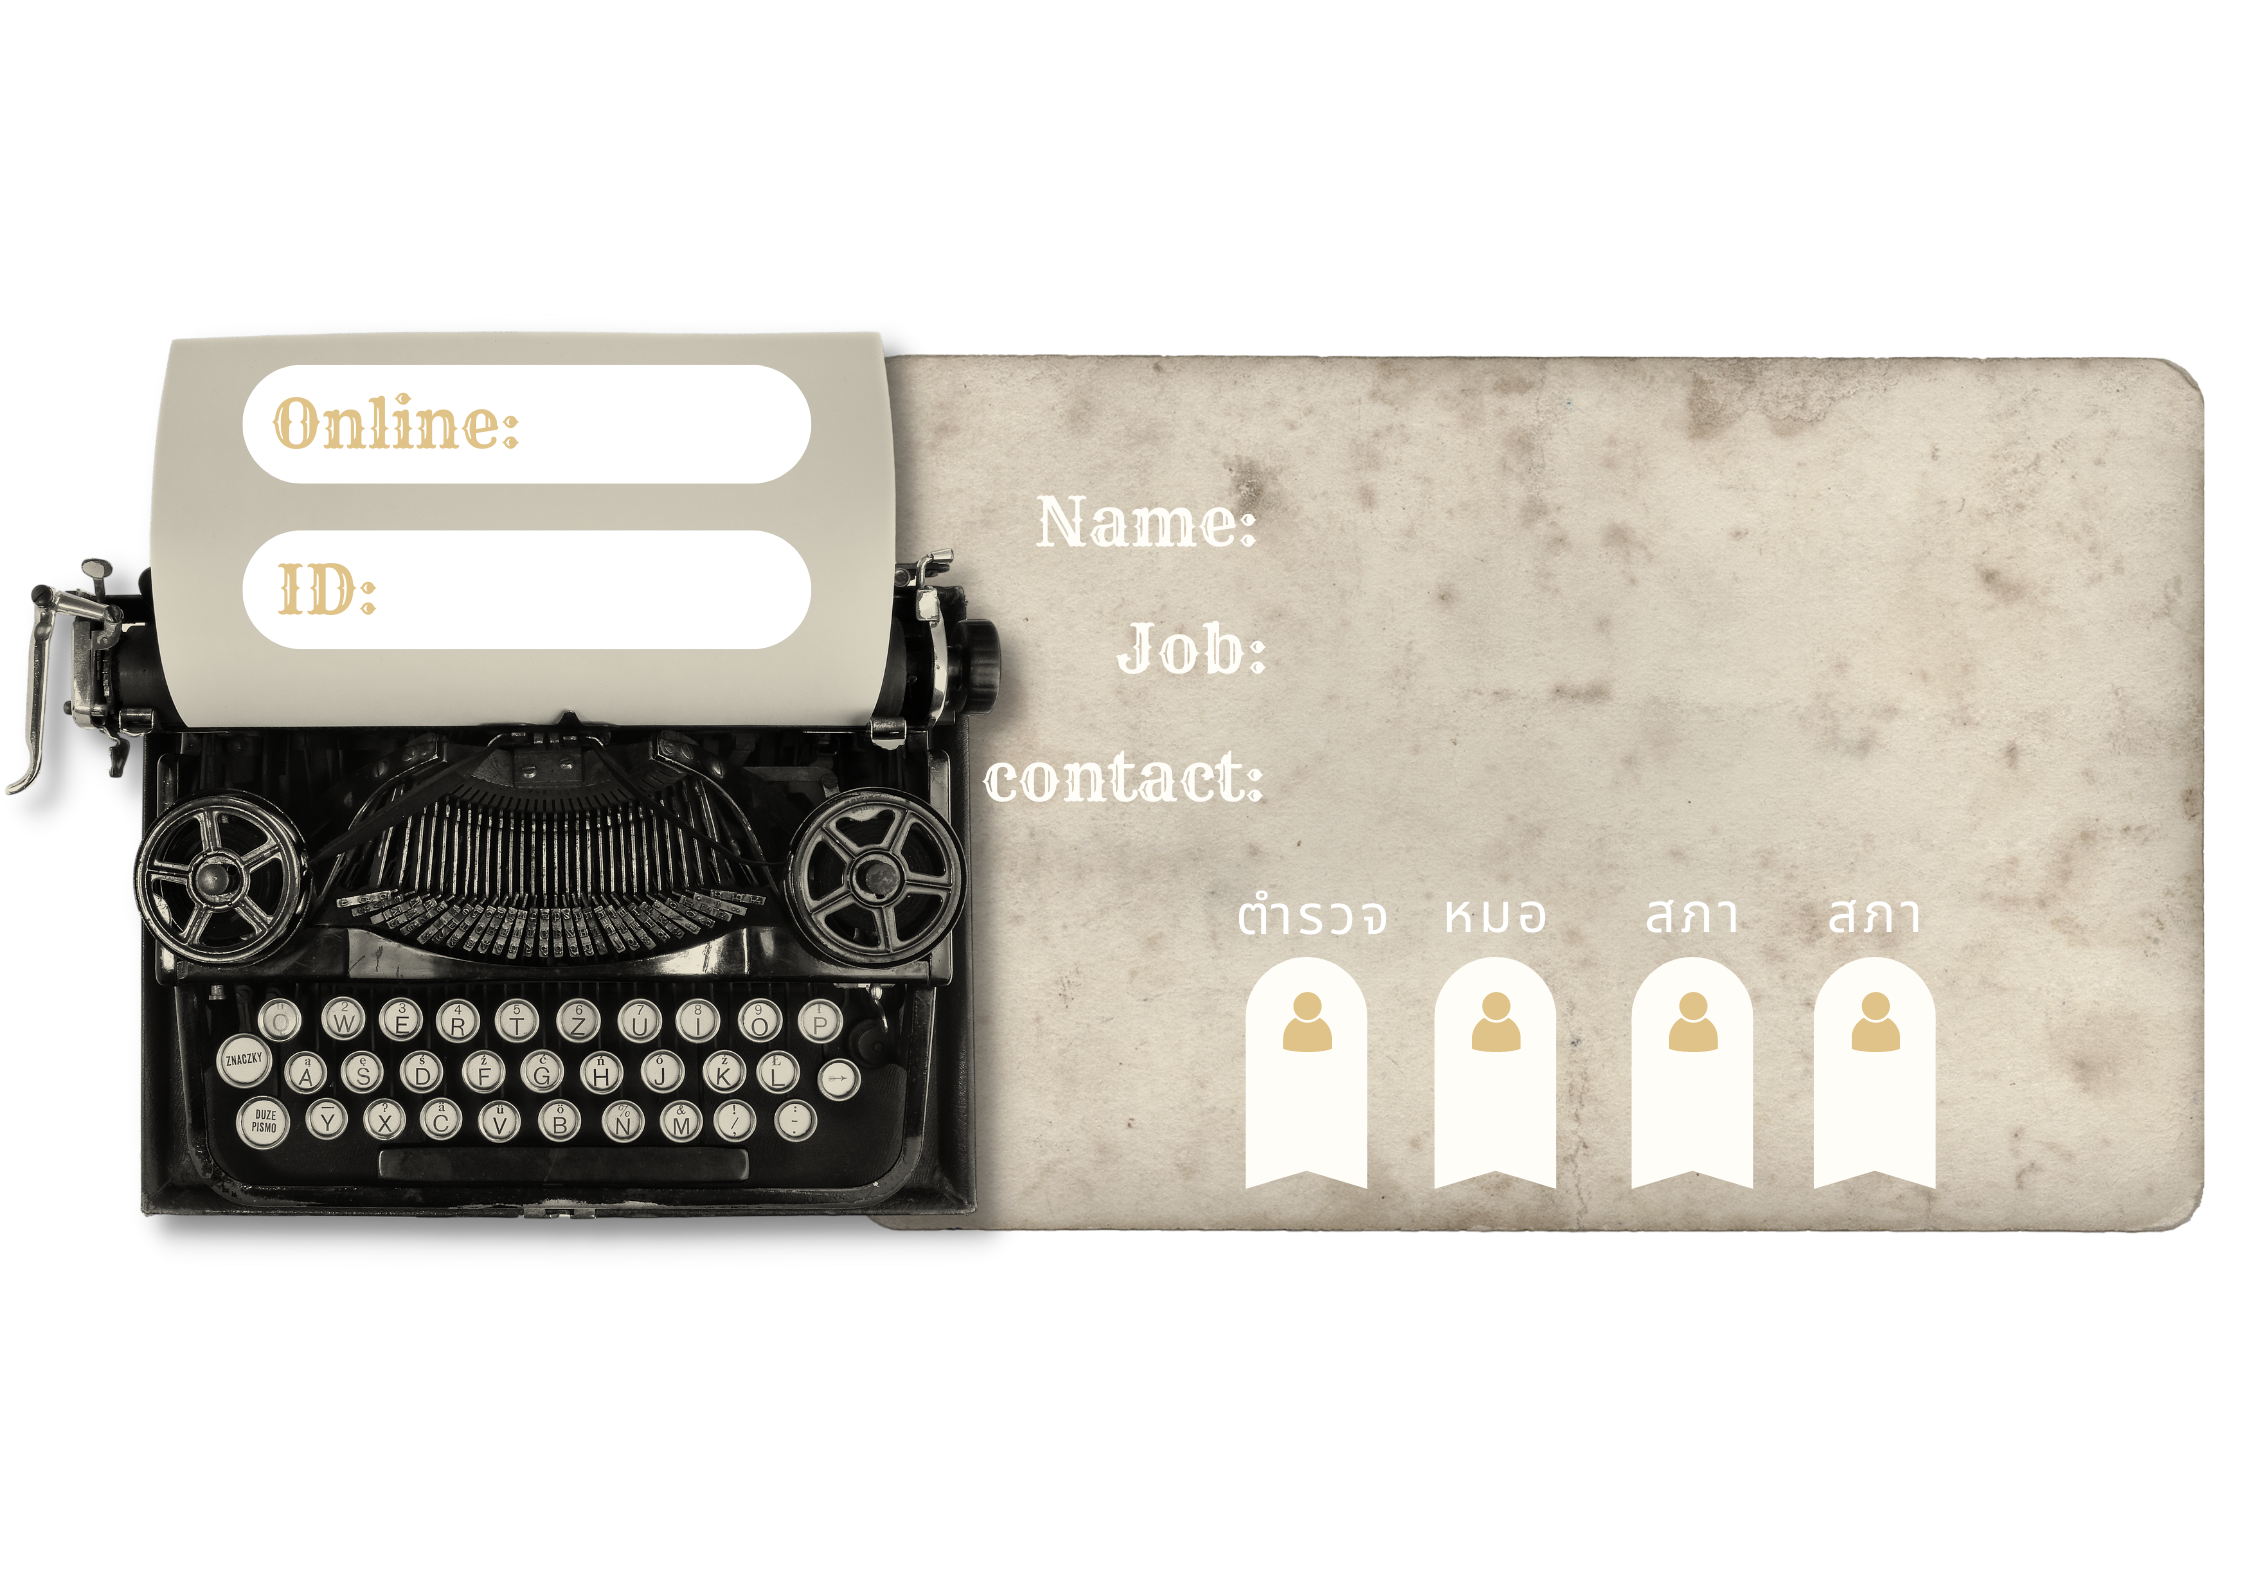 Online:
ID:
Name:
Job:
contact:
ตำรวจ หมอ สภา สภา
2 3 4 5 6 7 8 9
W E R T Z U I O P
ZNACZKY A S D F G H J K L
DUZE
PISMO
Y X C V B N M